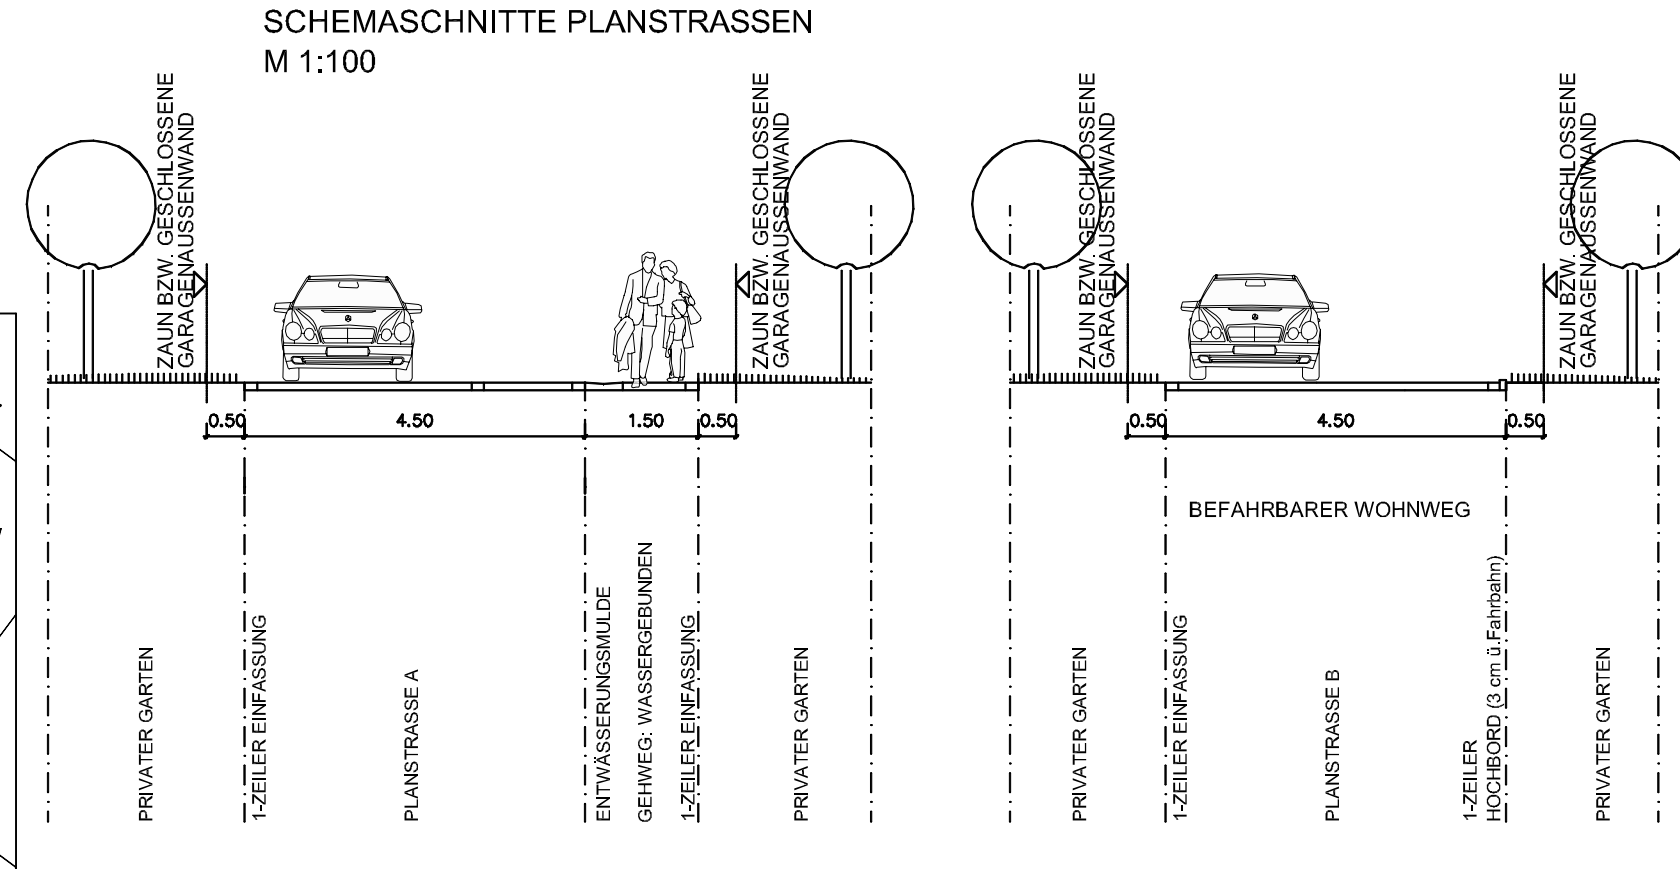 SCHEMASCHNITTE PLANSTRASSEN
M 1:100
ZAUN BZW. GESCHLOSSENE
GARAGENAUSSENWAND
ZAUN BZW. GESCHLOSSENE
GARAGENAUSSENWAND
ZAUN BZW. GESCHLOSSENE
GARAGENAUSSENWAND
ZAUN BZW. GESCHLOSSENE
GARAGENAUSSENWAND
0.50
4.50
1.50
0.50
0.50
4.50
0.50
BEFAHRBARER WOHNWEG
PRIVATER GARTEN
1-ZEILER EINFASSUNG
PLANSTRASSE A
ENTWÄSSERUNGSMULDE
GEHWEG: WASSERGEBUNDEN
1-ZEILER EINFASSUNG
PRIVATER GARTEN
PRIVATER GARTEN
1-ZEILER EINFASSUNG
PLANSTRASSE B
1-ZEILER
HOCHBORD (3 cm ü.Fahrbahn)
PRIVATER GARTEN